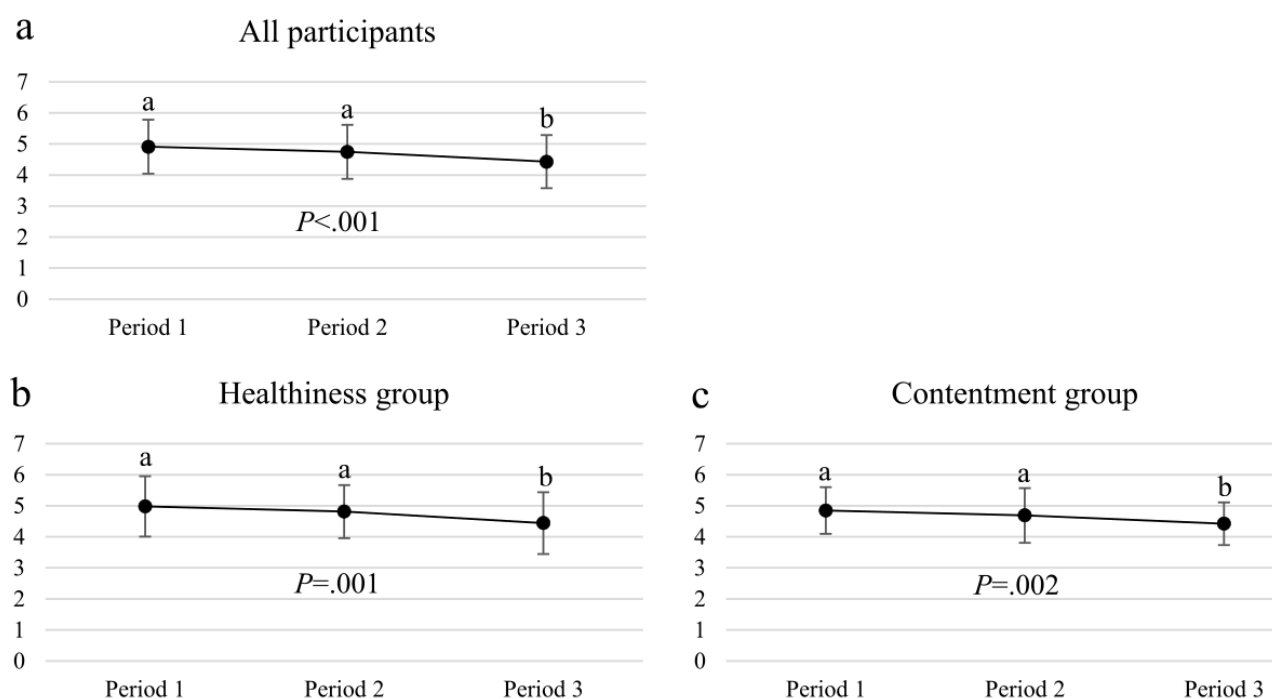 a
All participants
7
6
5
4
3
2
1
0
a
a
b
P<.001
Period 1 Period 2 Period 3
b
Healthiness group
7
6
5
4
3
2
1
0
a
a
b
P=.001
Period 1 Period 2 Period 3
c
Contentment group
7
6
5
4
3
2
1
0
a
a
b
P=.002
Period 1 Period 2 Period 3